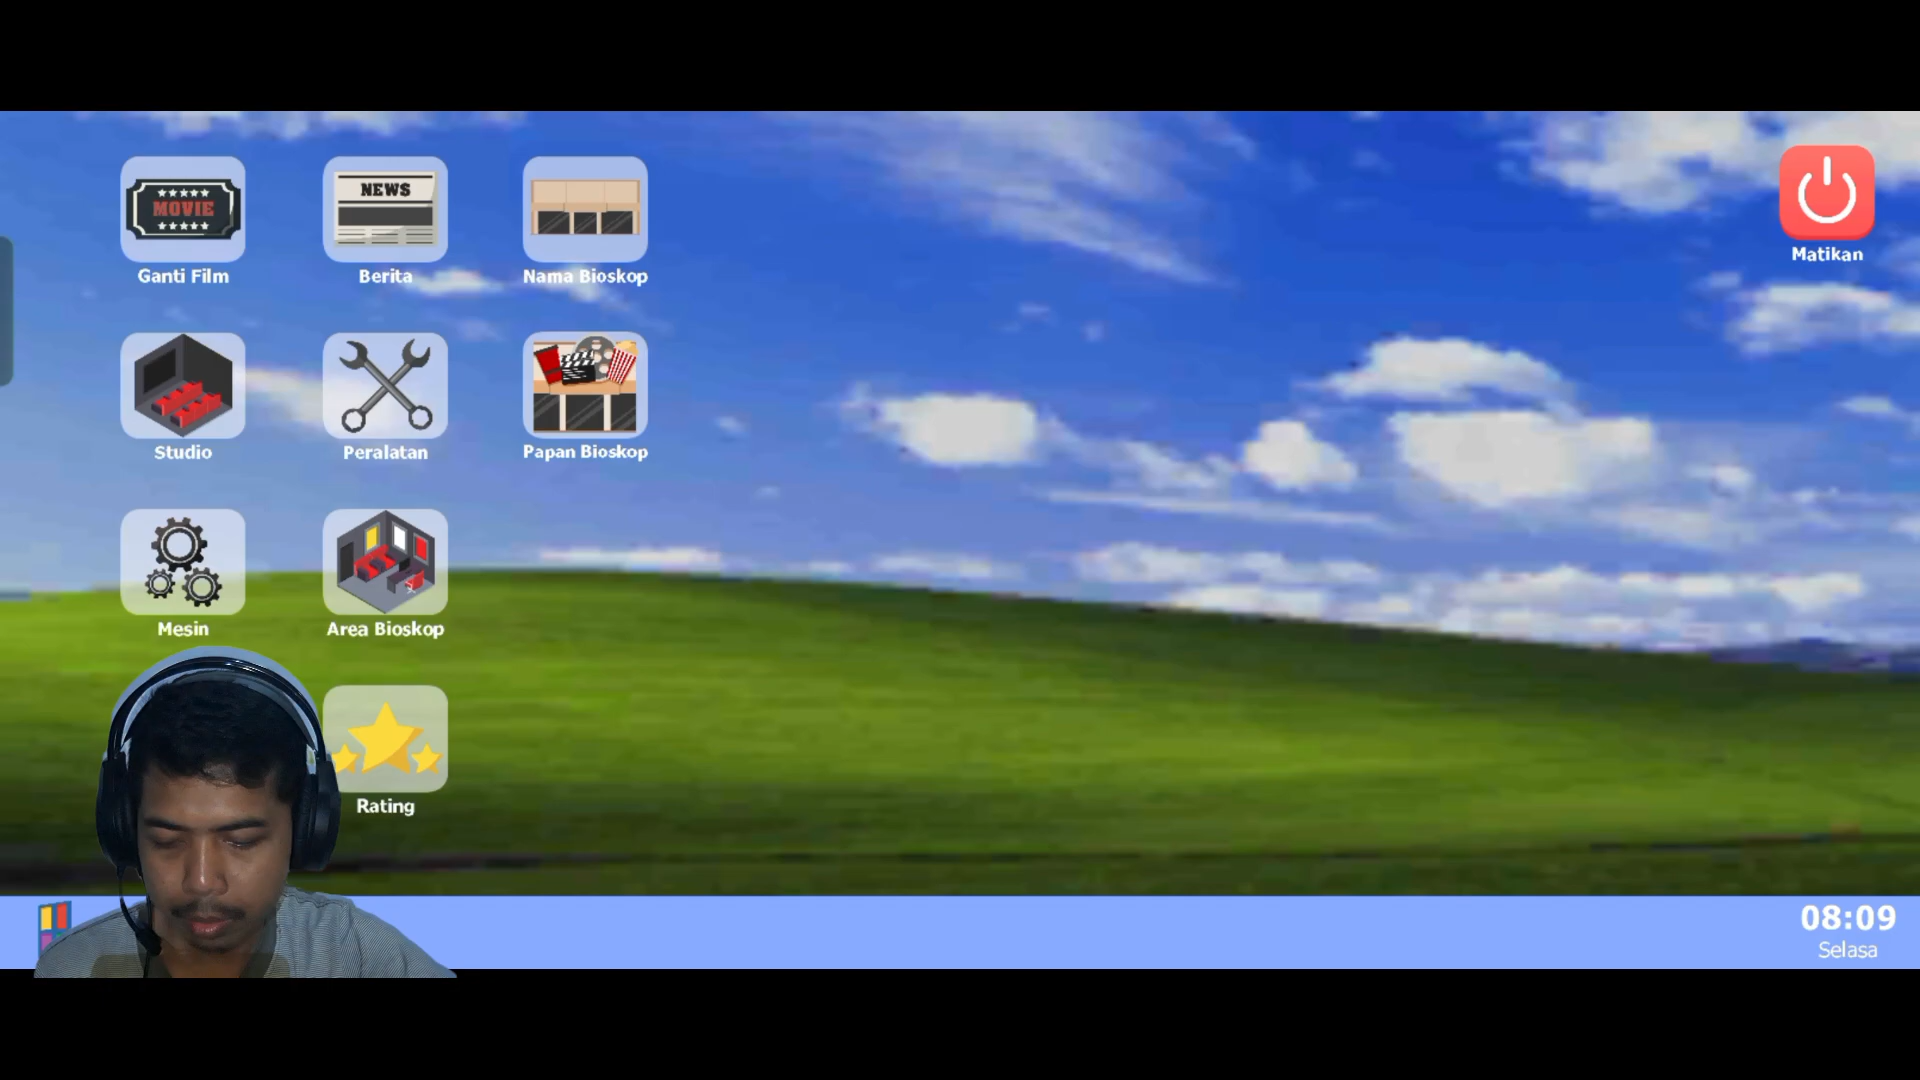 MOVIE
Ganti Film
NEWS
Berita
Nama Bioskop
Matikan
Studio
Peralatan
Papan Bioskop
Mesin
Area Bioskop
Rating
08:09
Selasa